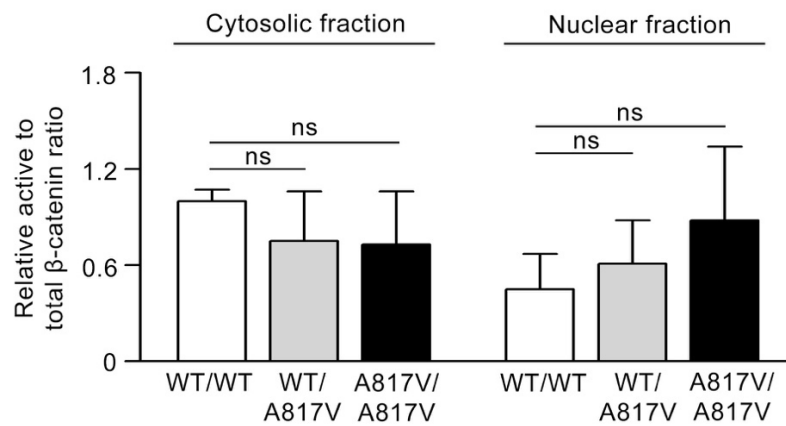 Cytosolic fraction
Nuclear fraction
Relative active to
total β-catenin ratio
1.8
1.2
0.6
0
ns
ns
ns
ns
WT/WT
WT/
A817V
A817V/
A817V
WT/WT
WT/
A817V
A817V/
A817V